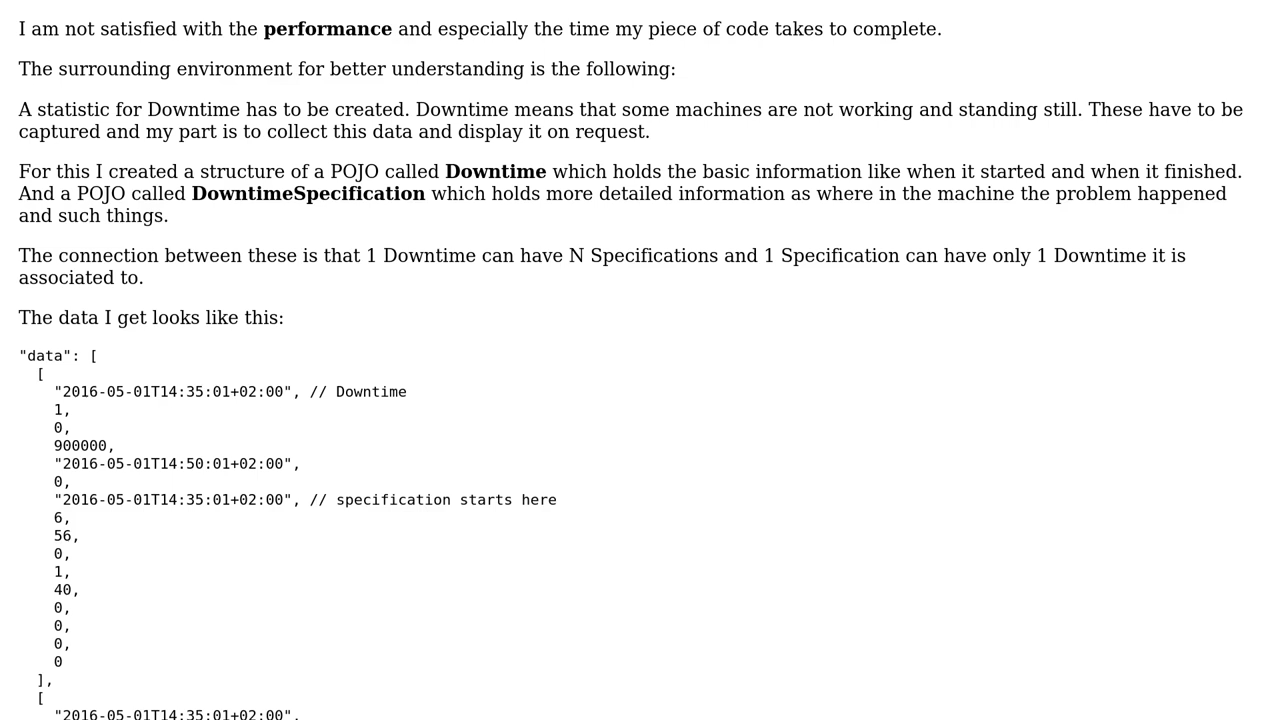 I am not satisfied with the performance and especially the time my piece of code takes to complete.
The surrounding environment for better understanding is the following:
A statistic for Downtime has to be created. Downtime means that some machines are not working and standing still. These have to be
captured and my part is to collect this data and display it on request.
For this I created a structure of a POJO called Downtime which holds the basic information like when it started and when it finished.
And a POJO called DowntimeSpecification which holds more detailed information as where in the machine the problem happened
and such things.
The connection between these is that 1 Downtime can have N Specifications and 1 Specification can have only 1 Downtime it is
associated to.
The data I get looks like this:
"data": [
  [
    "2016-05-01T14:35:01+02:00", // Downtime
    1,
    0,
    900000,
    "2016-05-01T14:50:01+02:00",
    0,
    "2016-05-01T14:35:01+02:00", // specification starts here
    6,
    56,
    0,
    1,
    40,
    0,
    0,
    0,
    0
  ],
  [
    "2016-05-01T14:35:01+02:00",